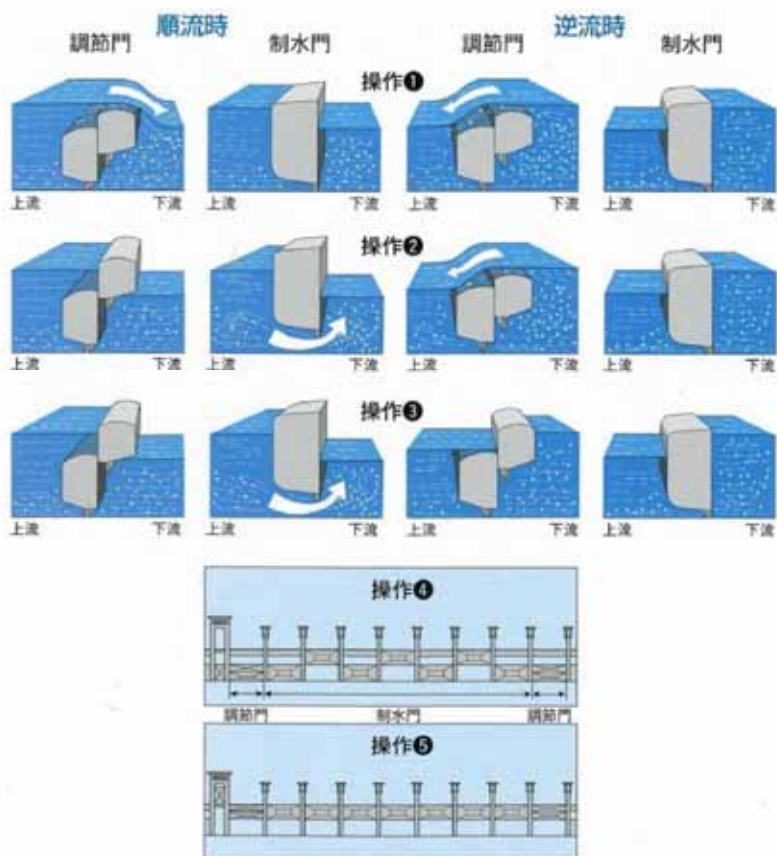 順流時 逆流時
調節門 制水門 調節門 制水門
操作❶
上流 下流 上流 下流 上流 下流 上流 下流
操作❷
上流 下流 上流 下流 上流 下流 上流 下流
操作❸
上流 下流 上流 下流 上流 下流 上流 下流
操作❹
調節門 制水門 調節門
操作❺